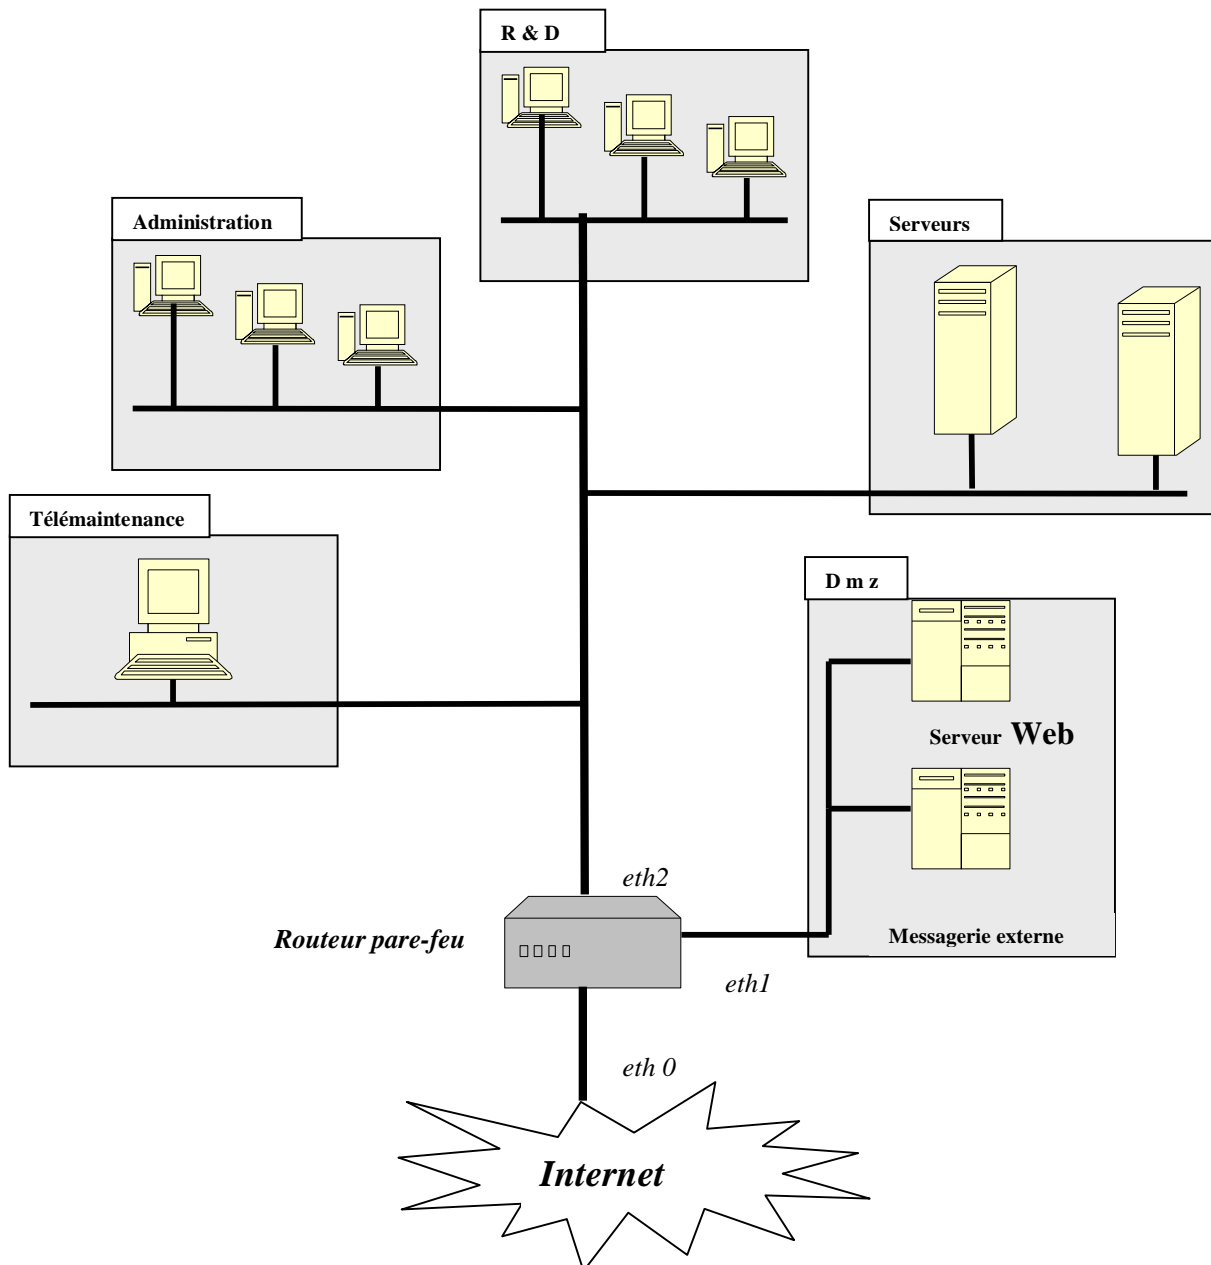 R & D
Administration
Serveurs
Télémaintenance
D m z
Serveur Web
eth2
Routeur pare-feu
Messagerie externe
eth1
eth 0
Internet